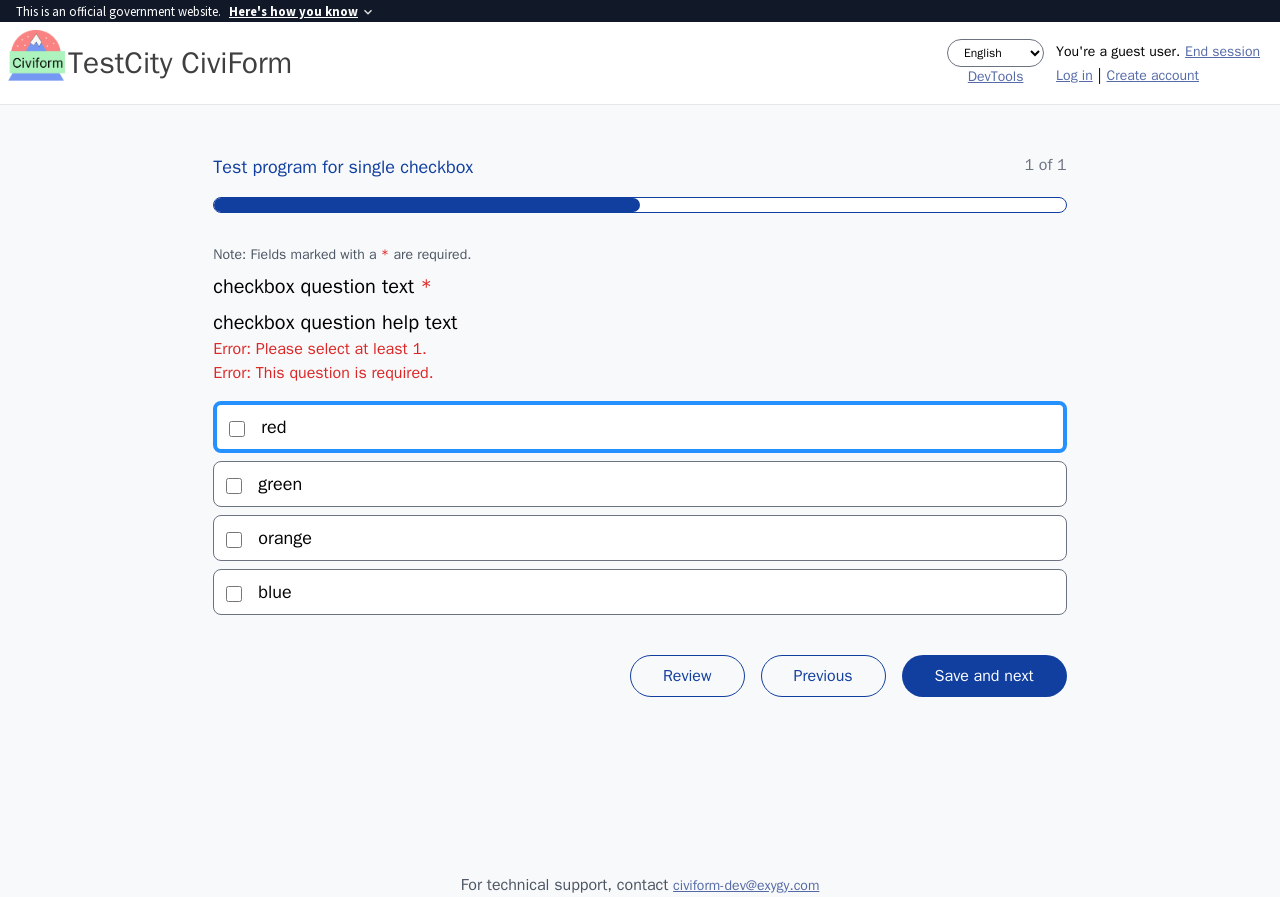 This is an official government website. Here's how you know
Civiform TestCity CiviForm
English
DevTools
You're a guest user. End session
Log in | Create account
Test program for single checkbox
1 of 1
Note: Fields marked with a * are required.
checkbox question text *
checkbox question help text
Error: Please select at least 1.
Error: This question is required.
red
green
orange
blue
Review
Previous
Save and next
For technical support, contact civiform-dev@exygy.com